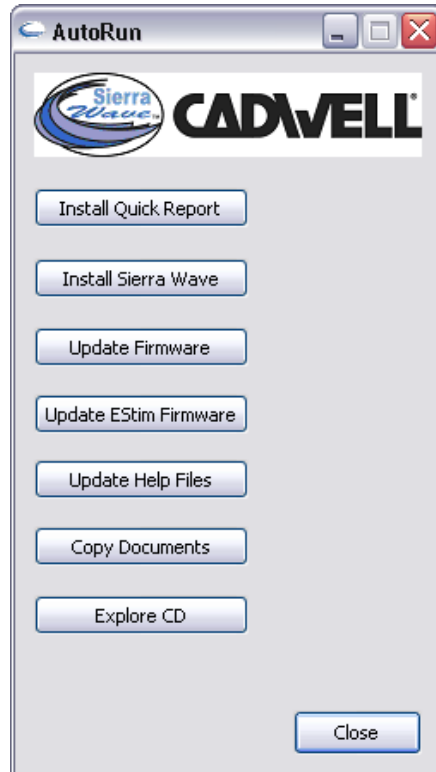 AutoRun
Sierra
Wave™ CADWELL®
Install Quick Report
Install Sierra Wave
Update Firmware
Update EStim Firmware
Update Help Files
Copy Documents
Explore CD
Close